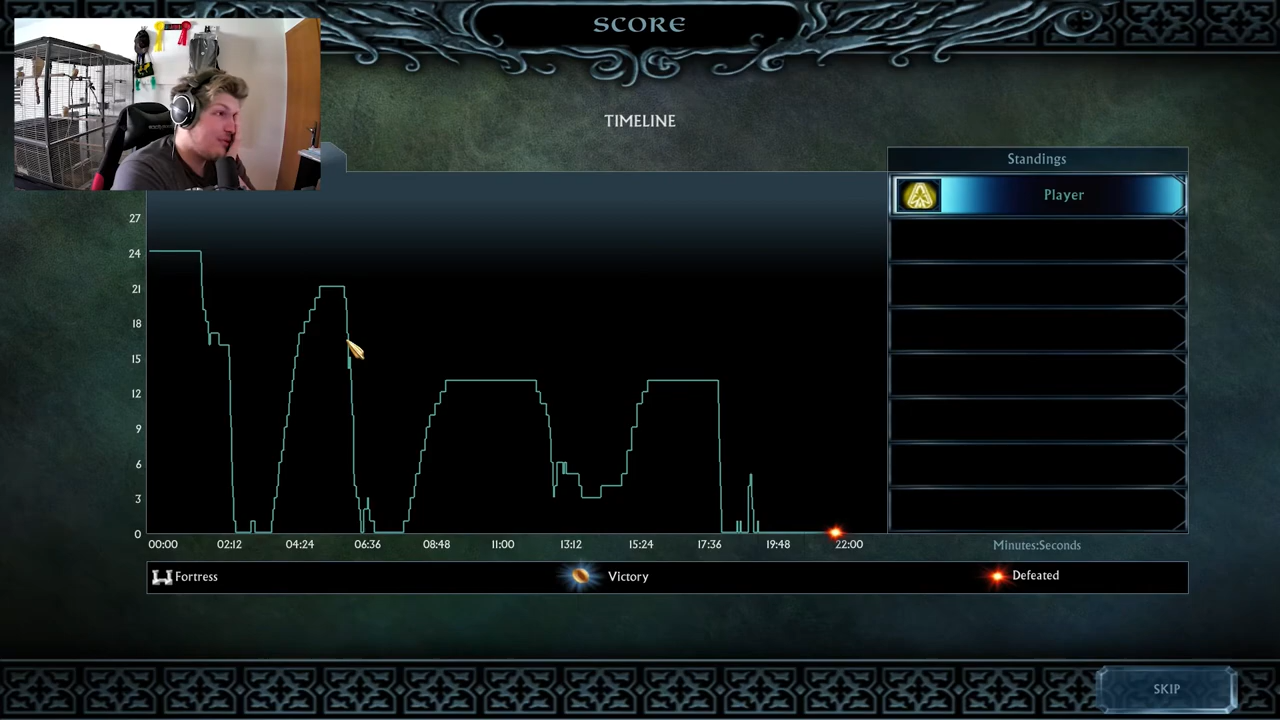 SCORE
TIMELINE
Standings
Player
27
24
21
18
15
12
9
6
3
0
00:00 02:12 04:24 06:36 08:48 11:00 13:12 15:24 17:36 19:48 22:00
Minutes:Seconds
Fortress Victory Defeated
SKIP